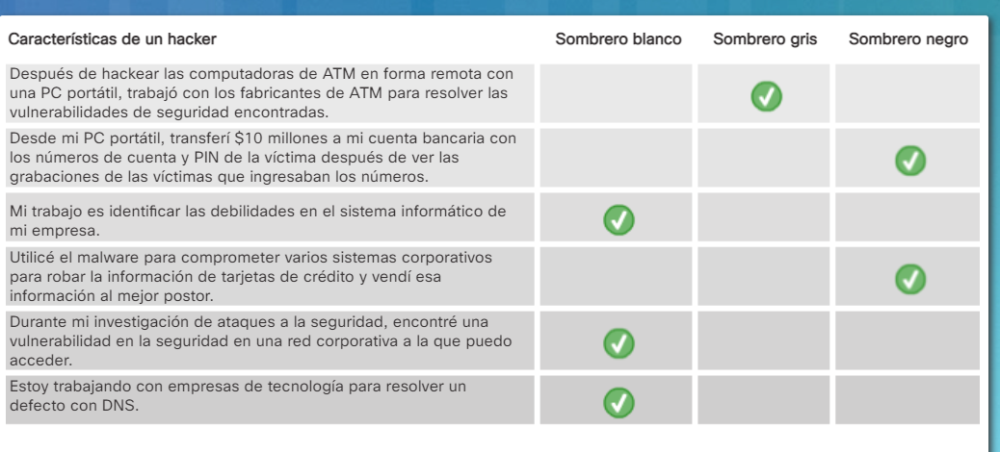 Características de un hacker Sombrero blanco Sombrero gris Sombrero negro
Después de hackear las computadoras de ATM en forma remota con
una PC portátil, trabajó con los fabricantes de ATM para resolver las
vulnerabilidades de seguridad encontradas.
Desde mi PC portátil, transferí $10 millones a mi cuenta bancaria con
los números de cuenta y PIN de la víctima después de ver las
grabaciones de las víctimas que ingresaban los números.
Mi trabajo es identificar las debilidades en el sistema informático de
mi empresa.
Utilicé el malware para comprometer varios sistemas corporativos
para robar la información de tarjetas de crédito y vendí esa
información al mejor postor.
Durante mi investigación de ataques a la seguridad, encontré una
vulnerabilidad en la seguridad en una red corporativa a la que puedo
acceder.
Estoy trabajando con empresas de tecnología para resolver un
defecto con DNS.